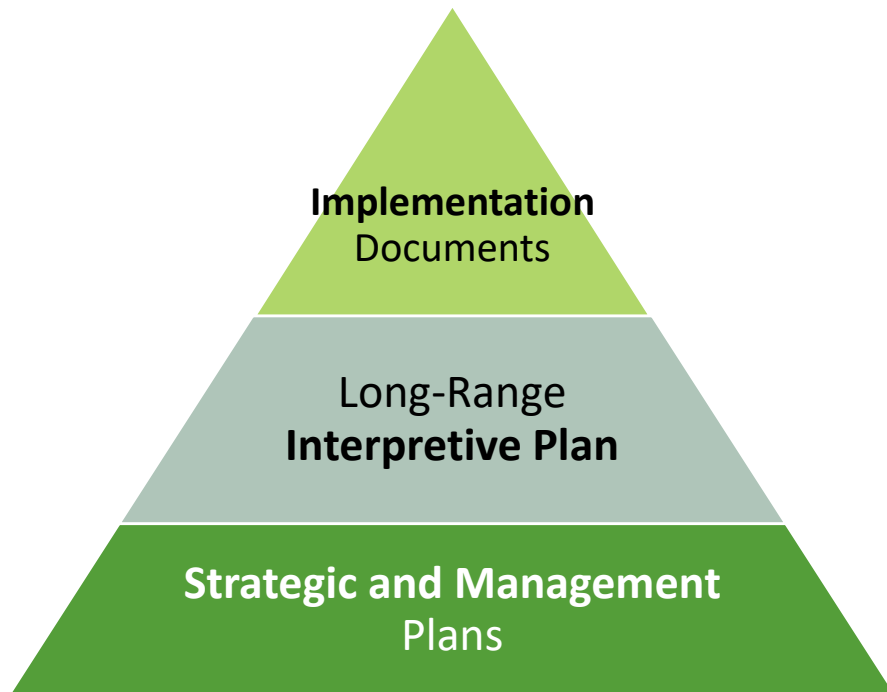 Implementation
Documents
Long-Range
Interpretive Plan
Strategic and Management
Plans